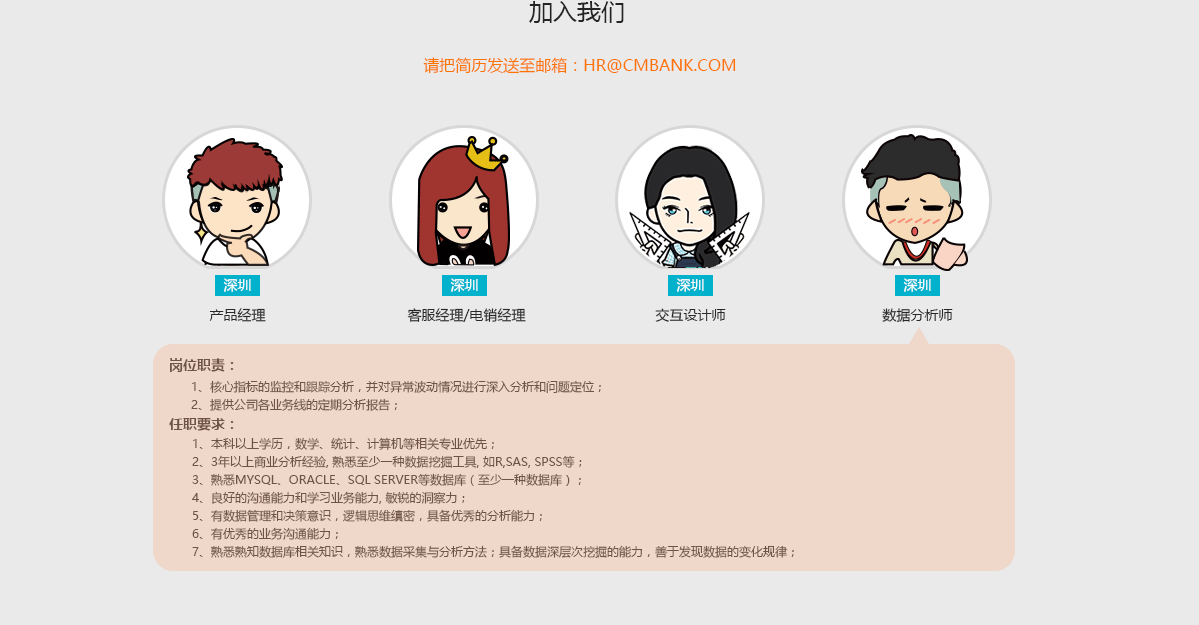 加入我们
请把简历发送至邮箱：HR@CMBANK.COM
深圳 深圳 深圳 深圳
产品经理 客服经理/电销经理 交互设计师 数据分析师
岗位职责：
1、核心指标的监控和跟踪分析，并对异常波动情况进行深入分析和问题定位；
2、提供公司各业务线的定期分析报告；
任职要求：
1、本科以上学历，数学、统计、计算机等相关专业优先；
2、3年以上商业分析经验, 熟悉至少一种数据挖掘工具, 如R,SAS, SPSS等；
3、熟悉MYSQL、ORACLE、SQL SERVER等数据库（至少一种数据库）；
4、良好的沟通能力和学习业务能力, 敏锐的洞察力；
5、有数据管理和决策意识，逻辑思维缜密，具备优秀的分析能力；
6、有优秀的业务沟通能力；
7、熟悉熟知数据库相关知识，熟悉数据采集与分析方法；具备数据深层次挖掘的能力，善于发现数据的变化规律；